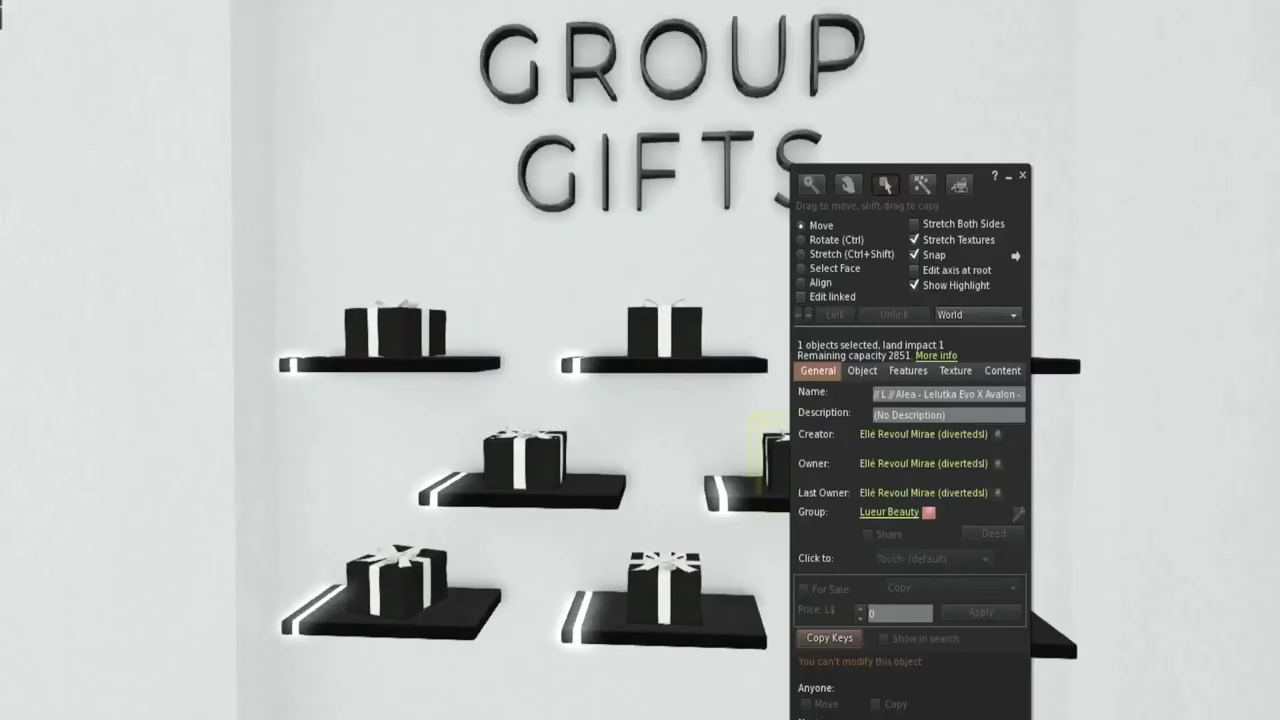 GROUP
GIFTS
? _ ×
Drag to move, shift-drag to copy
Move
Stretch Both Sides
Rotate (Ctrl)
Stretch Textures
Stretch (Ctrl+Shift)
Snap
Select Face
Edit axis at root
Align
Show Highlight
Edit linked
Link
Unlink
World
1 objects selected, land impact 1
Remaining capacity 2851. More info
General Object Features Texture Content
Name: // L // Alea - Lelutka Evo X Avalon -
Description: (No Description)
Creator: Ellé Revoul Mirae (divertedsl)
Owner: Ellé Revoul Mirae (divertedsl)
Last Owner: Ellé Revoul Mirae (divertedsl)
Group: Lueur Beauty
Share
Deed
Click to: Touch (default)
For Sale: Copy
Price: L$ 0 Apply
Copy Keys Show in search
You can't modify this object
Anyone:
Move Copy